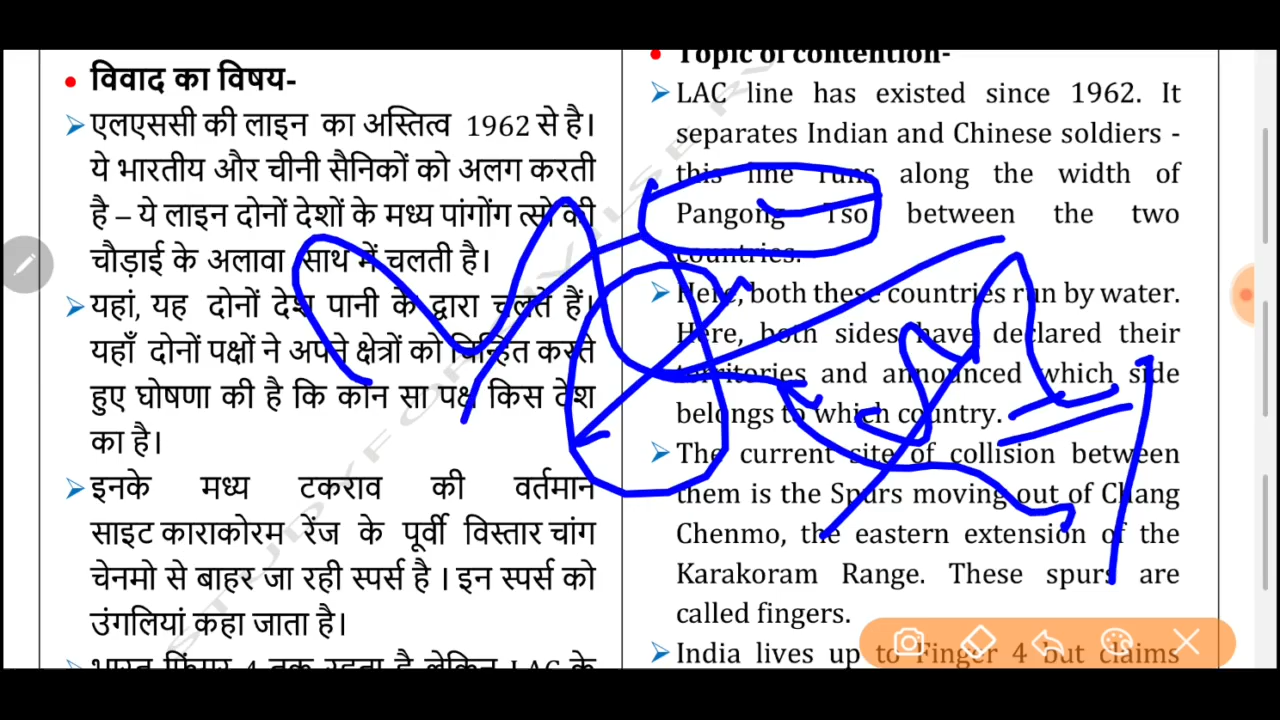 विवाद का विषय-
एलएससी की लाइन का अस्तित्व 1962 से है।
ये भारतीय और चीनी सैनिकों को अलग करती
है – ये लाइन दोनों देशों के मध्य पांगोंग त्सो की
चौड़ाई के अलावा साथ में चलती है।
यहां, यह दोनों देश पानी के द्वारा चलते हैं।
यहाँ दोनों पक्षों ने अपने क्षेत्रों को चिन्हित करते
हुए घोषणा की है कि कौन सा पक्ष किस देश
का है।
इनके मध्य टकराव की वर्तमान
साइट काराकोरम रेंज के पूर्वी विस्तार चांग
चेनमो से बाहर जा रही स्पर्स है। इन स्पर्स को
उंगलियां कहा जाता है।
भारत फिंगर 4 तक रहता है लेकिन LAC के
Topic of contention-
LAC line has existed since 1962. It
separates Indian and Chinese soldiers -
this line runs along the width of
Pangong Tso between the two
countries.
Here, both these countries run by water.
Here, both sides have declared their
territories and announced which side
belongs to which country.
The current site of collision between
them is the Spurs moving out of Chang
Chenmo, the eastern extension of the
Karakoram Range. These spurs are
called fingers.
India lives up to Finger 4 but claims